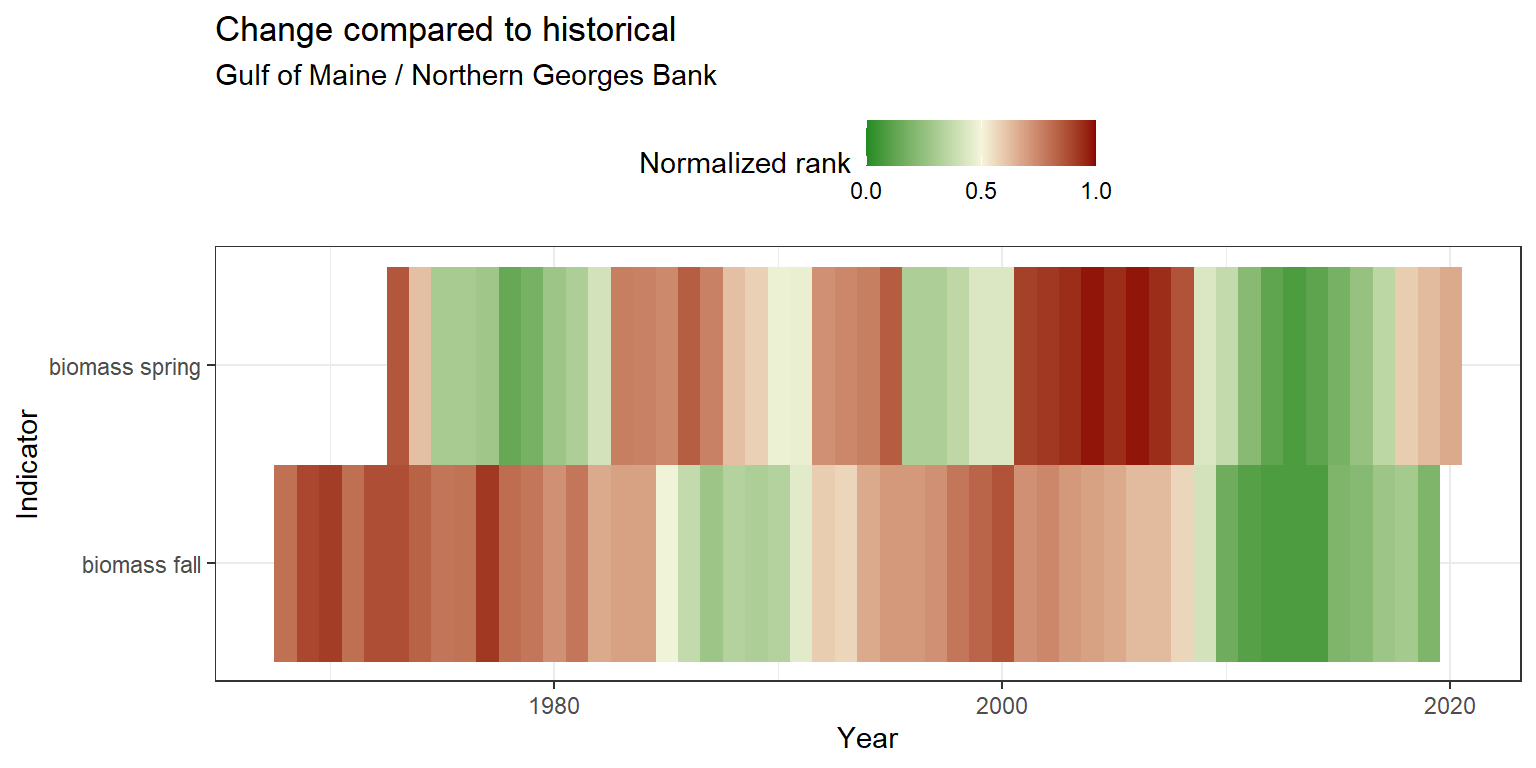 Change compared to historical
Gulf of Maine / Northern Georges Bank
Normalized rank
0.0 0.5 1.0
biomass spring
biomass fall
Indicator
1980 2000 2020
Year